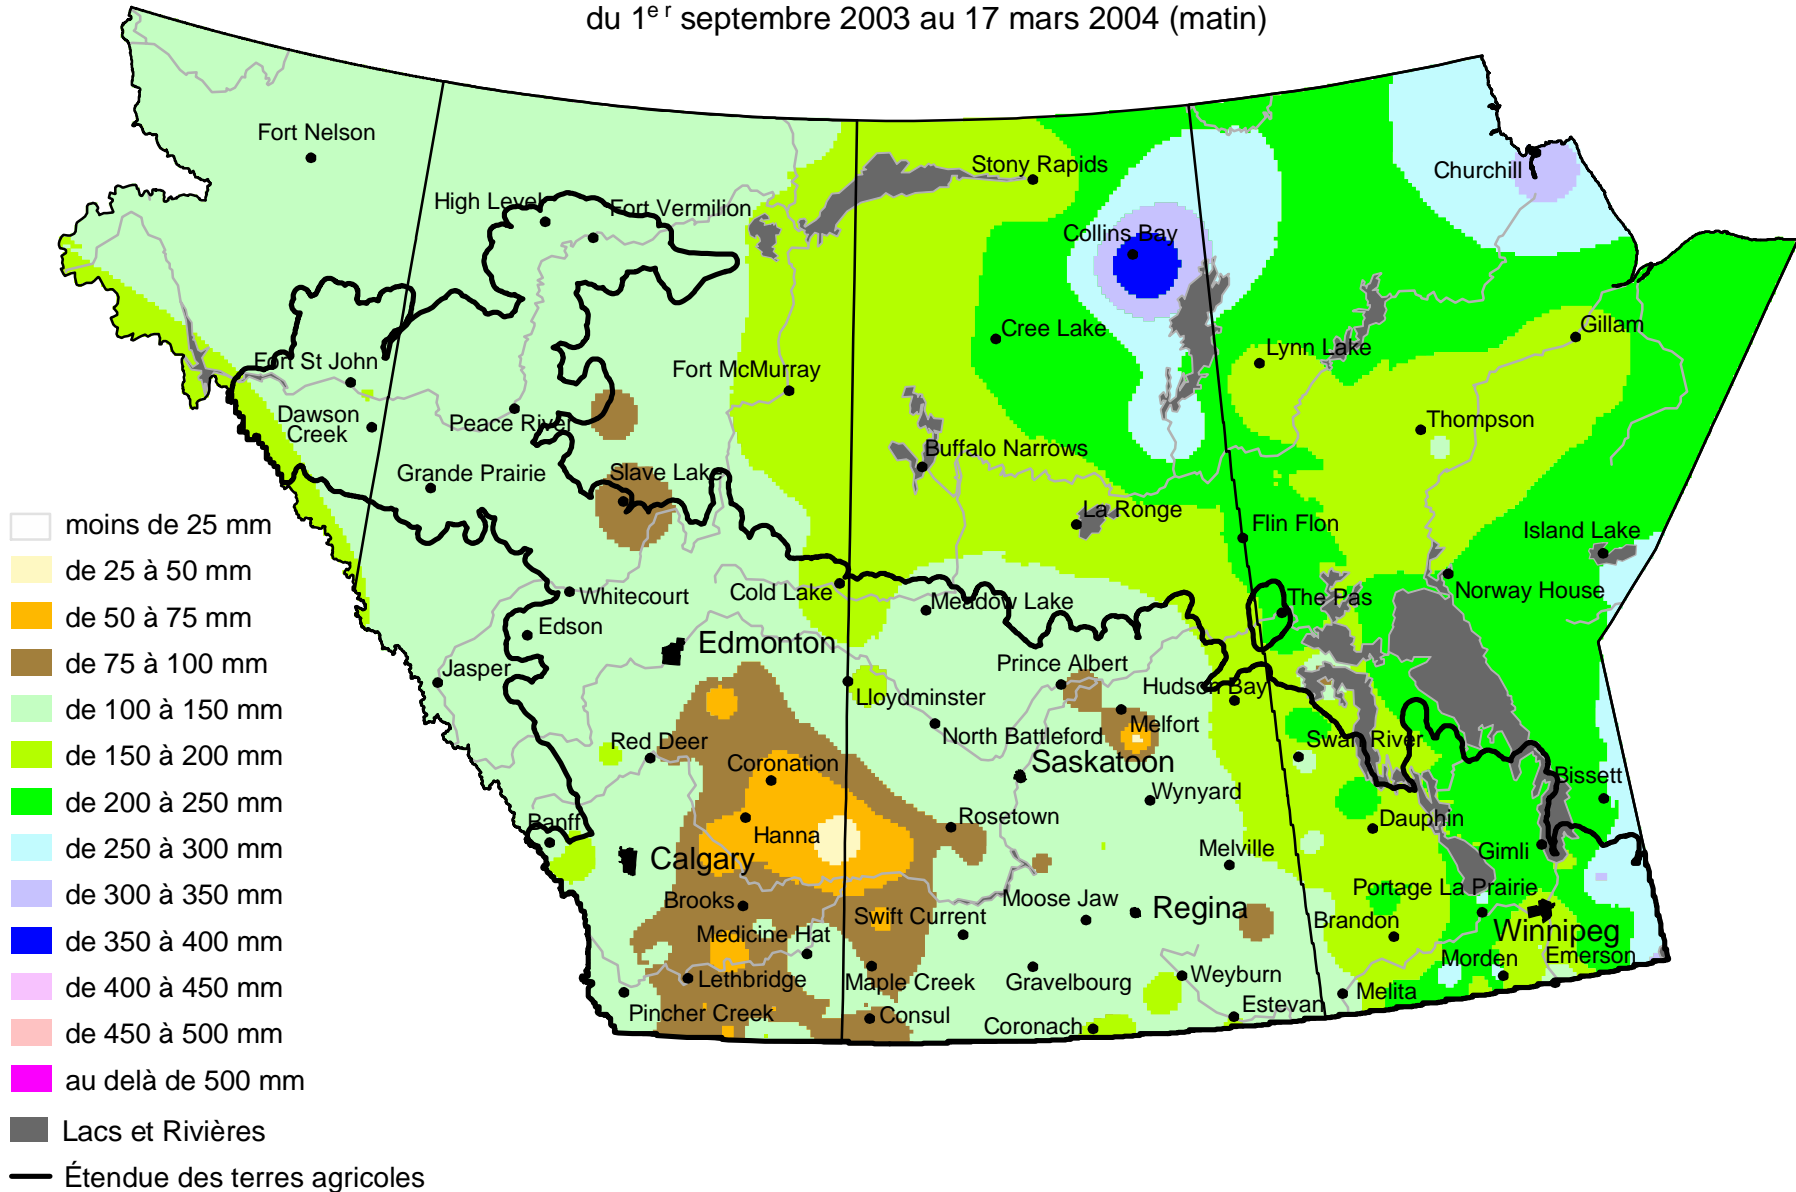 du 1er septembre 2003 au 17 mars 2004 (matin)
Fort Nelson
High Level
Fort Vermilion
Stony Rapids
Churchill
Collins Bay
Cree Lake
Lynn Lake
Gillam
Fort St John
Fort McMurray
Dawson
Creek
Peace River
Thompson
Buffalo Narrows
Grande Prairie
Slave Lake
La Ronge
Flin Flon
Island Lake
Whitecourt
Cold Lake
Meadow Lake
The Pas
Norway House
Edson
Edmonton
Jasper
Prince Albert
Hudson Bay
Lloydminster
Melfort
North Battleford
Red Deer
Coronation
Saskatoon
Swan River
Bissett
Wynyard
Banff
Hanna
Rosetown
Dauphin
Calgary
Melville
Gimli
Brooks
Swift Current
Moose Jaw
Regina
Portage La Prairie
Brandon
Winnipeg
Medicine Hat
Lethbridge
Maple Creek
Gravelbourg
Weyburn
Morden
Emerson
Pincher Creek
Consul
Coronach
Estevan
Melita
moins de 25 mm
de 25 à 50 mm
de 50 à 75 mm
de 75 à 100 mm
de 100 à 150 mm
de 150 à 200 mm
de 200 à 250 mm
de 250 à 300 mm
de 300 à 350 mm
de 350 à 400 mm
de 400 à 450 mm
de 450 à 500 mm
au delà de 500 mm
Lacs et Rivières
Étendue des terres agricoles